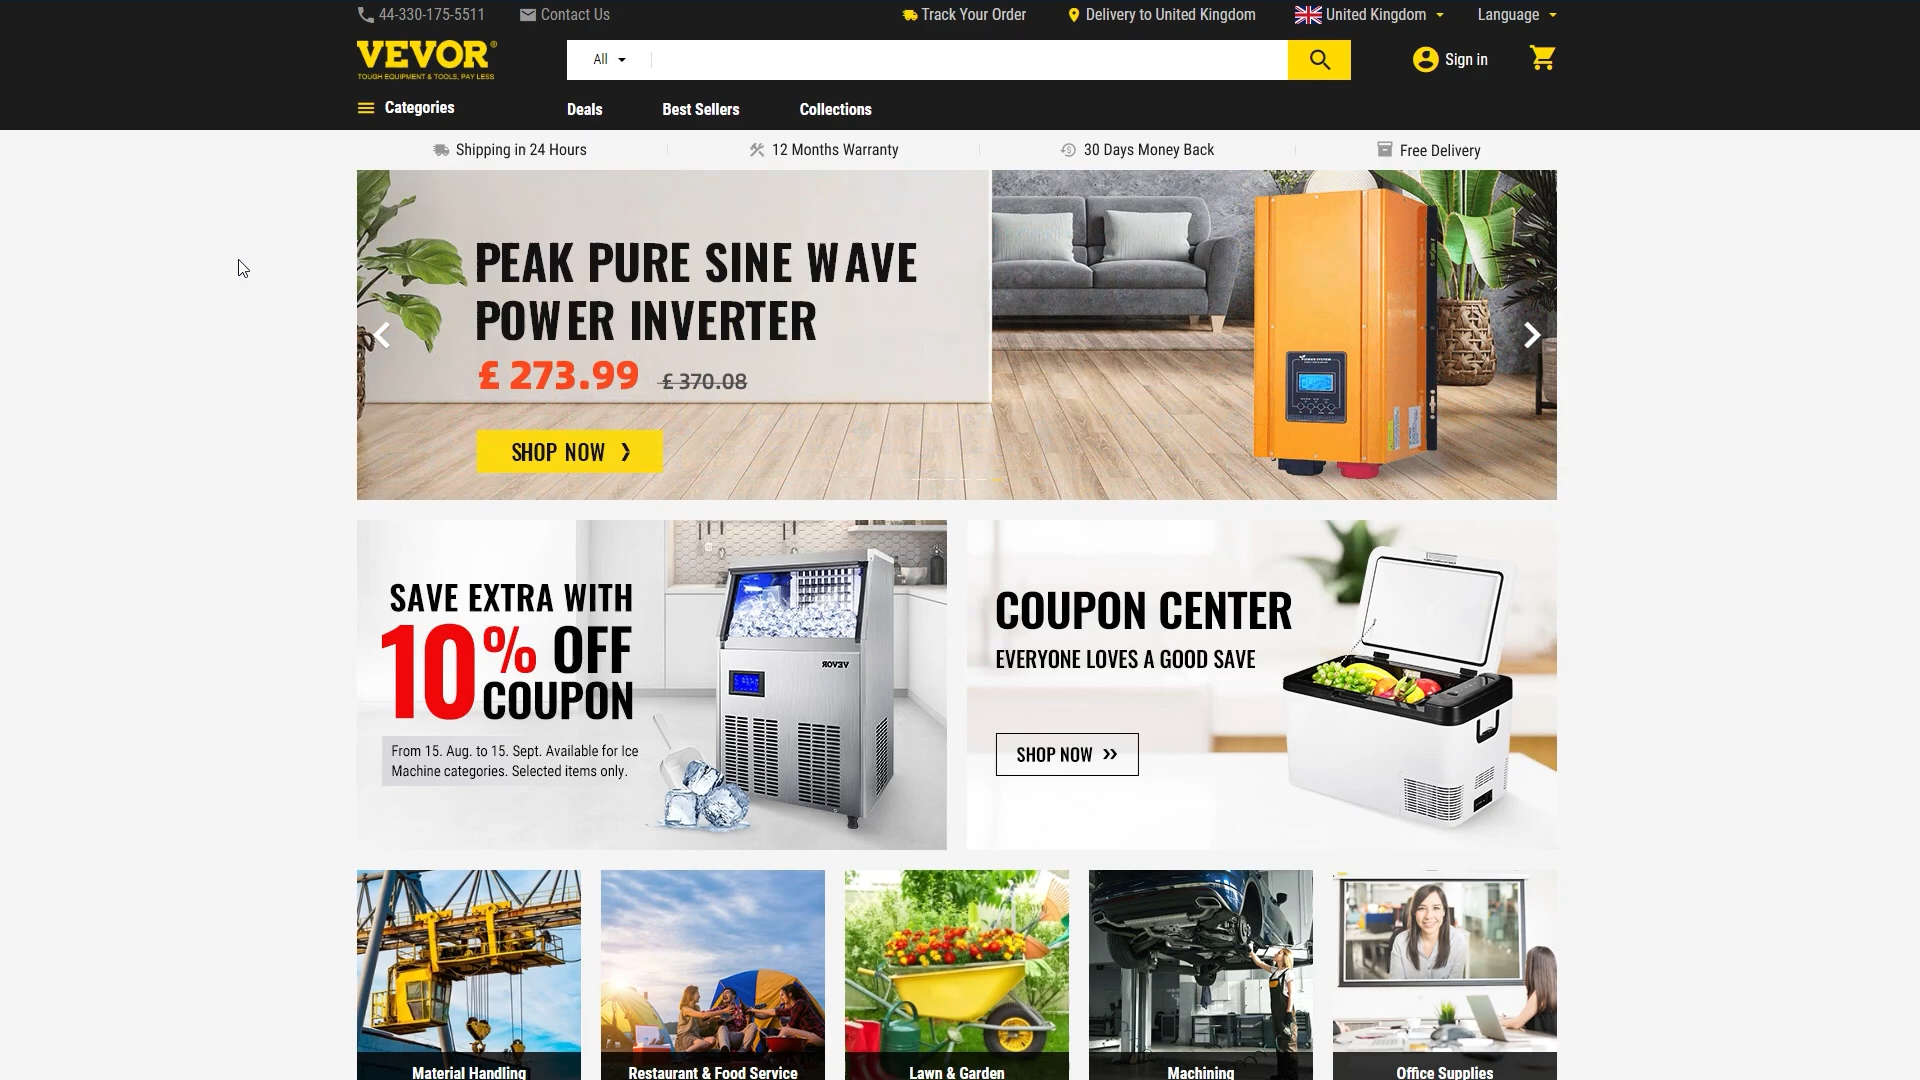 44-330-175-5511
Contact Us
Track Your Order
Delivery to United Kingdom
United Kingdom
Language
VEVOR®
TOUGH EQUIPMENT & TOOLS, PAY LESS
All
Sign in
Categories
Deals
Best Sellers
Collections
Shipping in 24 Hours
12 Months Warranty
30 Days Money Back
Free Delivery
PEAK PURE SINE WAVE
POWER INVERTER
£ 273.99 £ 370.08
SHOP NOW
SAVE EXTRA WITH
10% OFF
COUPON
From 15. Aug. to 15. Sept. Available for Ice
Machine categories. Selected items only.
VEVOR
COUPON CENTER
EVERYONE LOVES A GOOD SAVE
SHOP NOW
Material Handling
Restaurant & Food Service
Lawn & Garden
Machining
Office Supplies